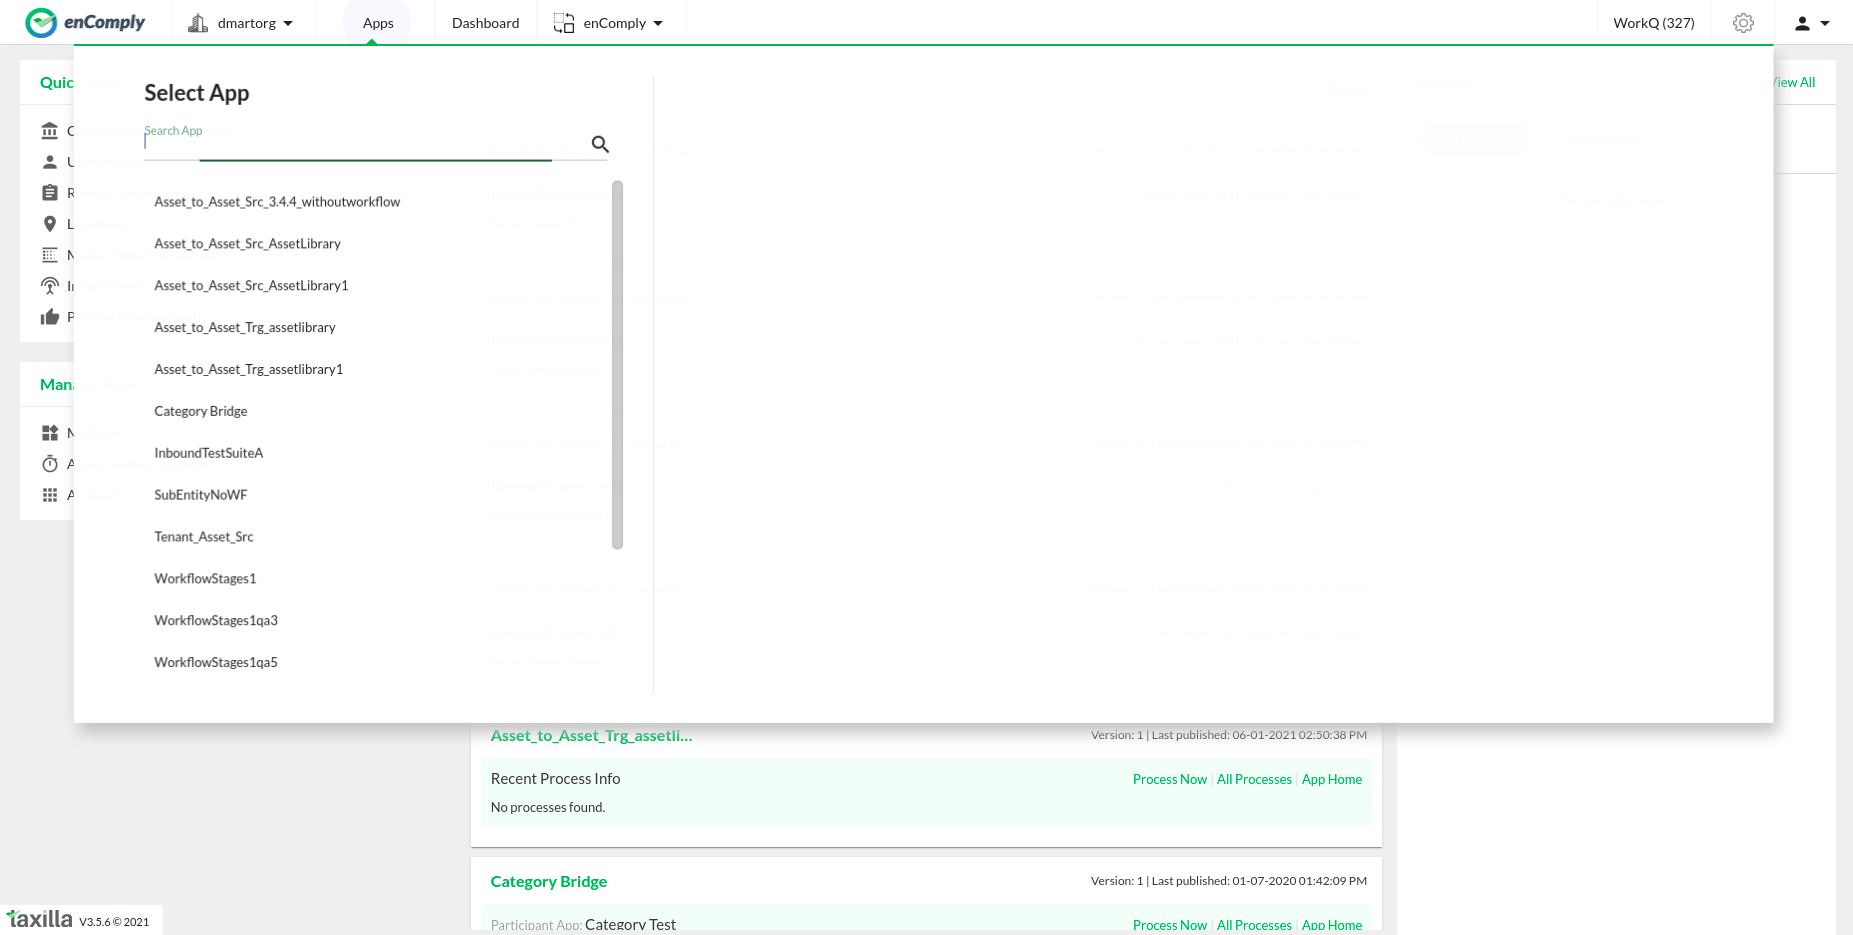 enComply
dmartorg
Apps
Dashboard
enComply
WorkQ (327)
Quic
View All
Select App
Search App
Asset_to_Asset_Src_3.4.4_withoutworkflow
Asset_to_Asset_Src_AssetLibrary
Asset_to_Asset_Src_AssetLibrary1
Asset_to_Asset_Trg_assetlibrary
Asset_to_Asset_Trg_assetlibrary1
Category Bridge
InboundTestSuiteA
SubEntityNoWF
Tenant_Asset_Src
WorkflowStages1
WorkflowStages1qa3
WorkflowStages1qa5
Mana
Asset_to_Asset_Trg_assetli...
Version: 1 | Last published: 06-01-2021 02:50:38 PM
Recent Process Info
Process Now | All Processes | App Home
No processes found.
Category Bridge
Version: 1 | Last published: 01-07-2020 01:42:09 PM
Participant App: Category Test
Process Now | All Processes | App Home
taxilla V3.5.6 © 2021